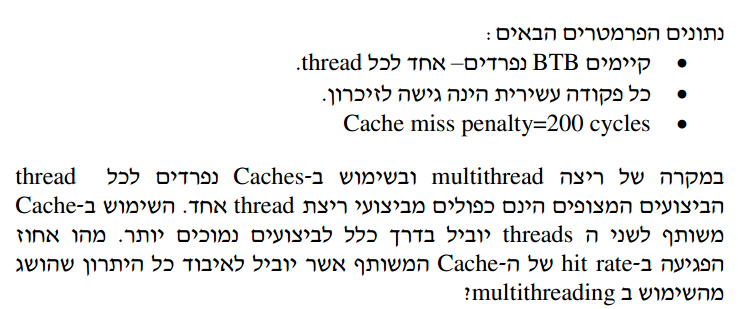 נתונים הפרמטרים הבאים :
• קיימים BTB נפרדים– אחד לכל thread.
• כל פקודה עשירית הינה גישה לזיכרון.
• Cache miss penalty=200 cycles
במקרה של ריצה multithread ובשימוש ב-Caches נפרדים לכל thread
הביצועים המצופים הינם כפולים מביצועי ריצת thread אחד. השימוש ב-Cache
משותף לשני ה threads יוביל בדרך כלל לביצועים נמוכים יותר. מהו אחוז
הפגיעה ב-hit rate של ה-Cache המשותף אשר יוביל לאיבוד כל היתרון שהושג
מהשימוש ב multithreading?